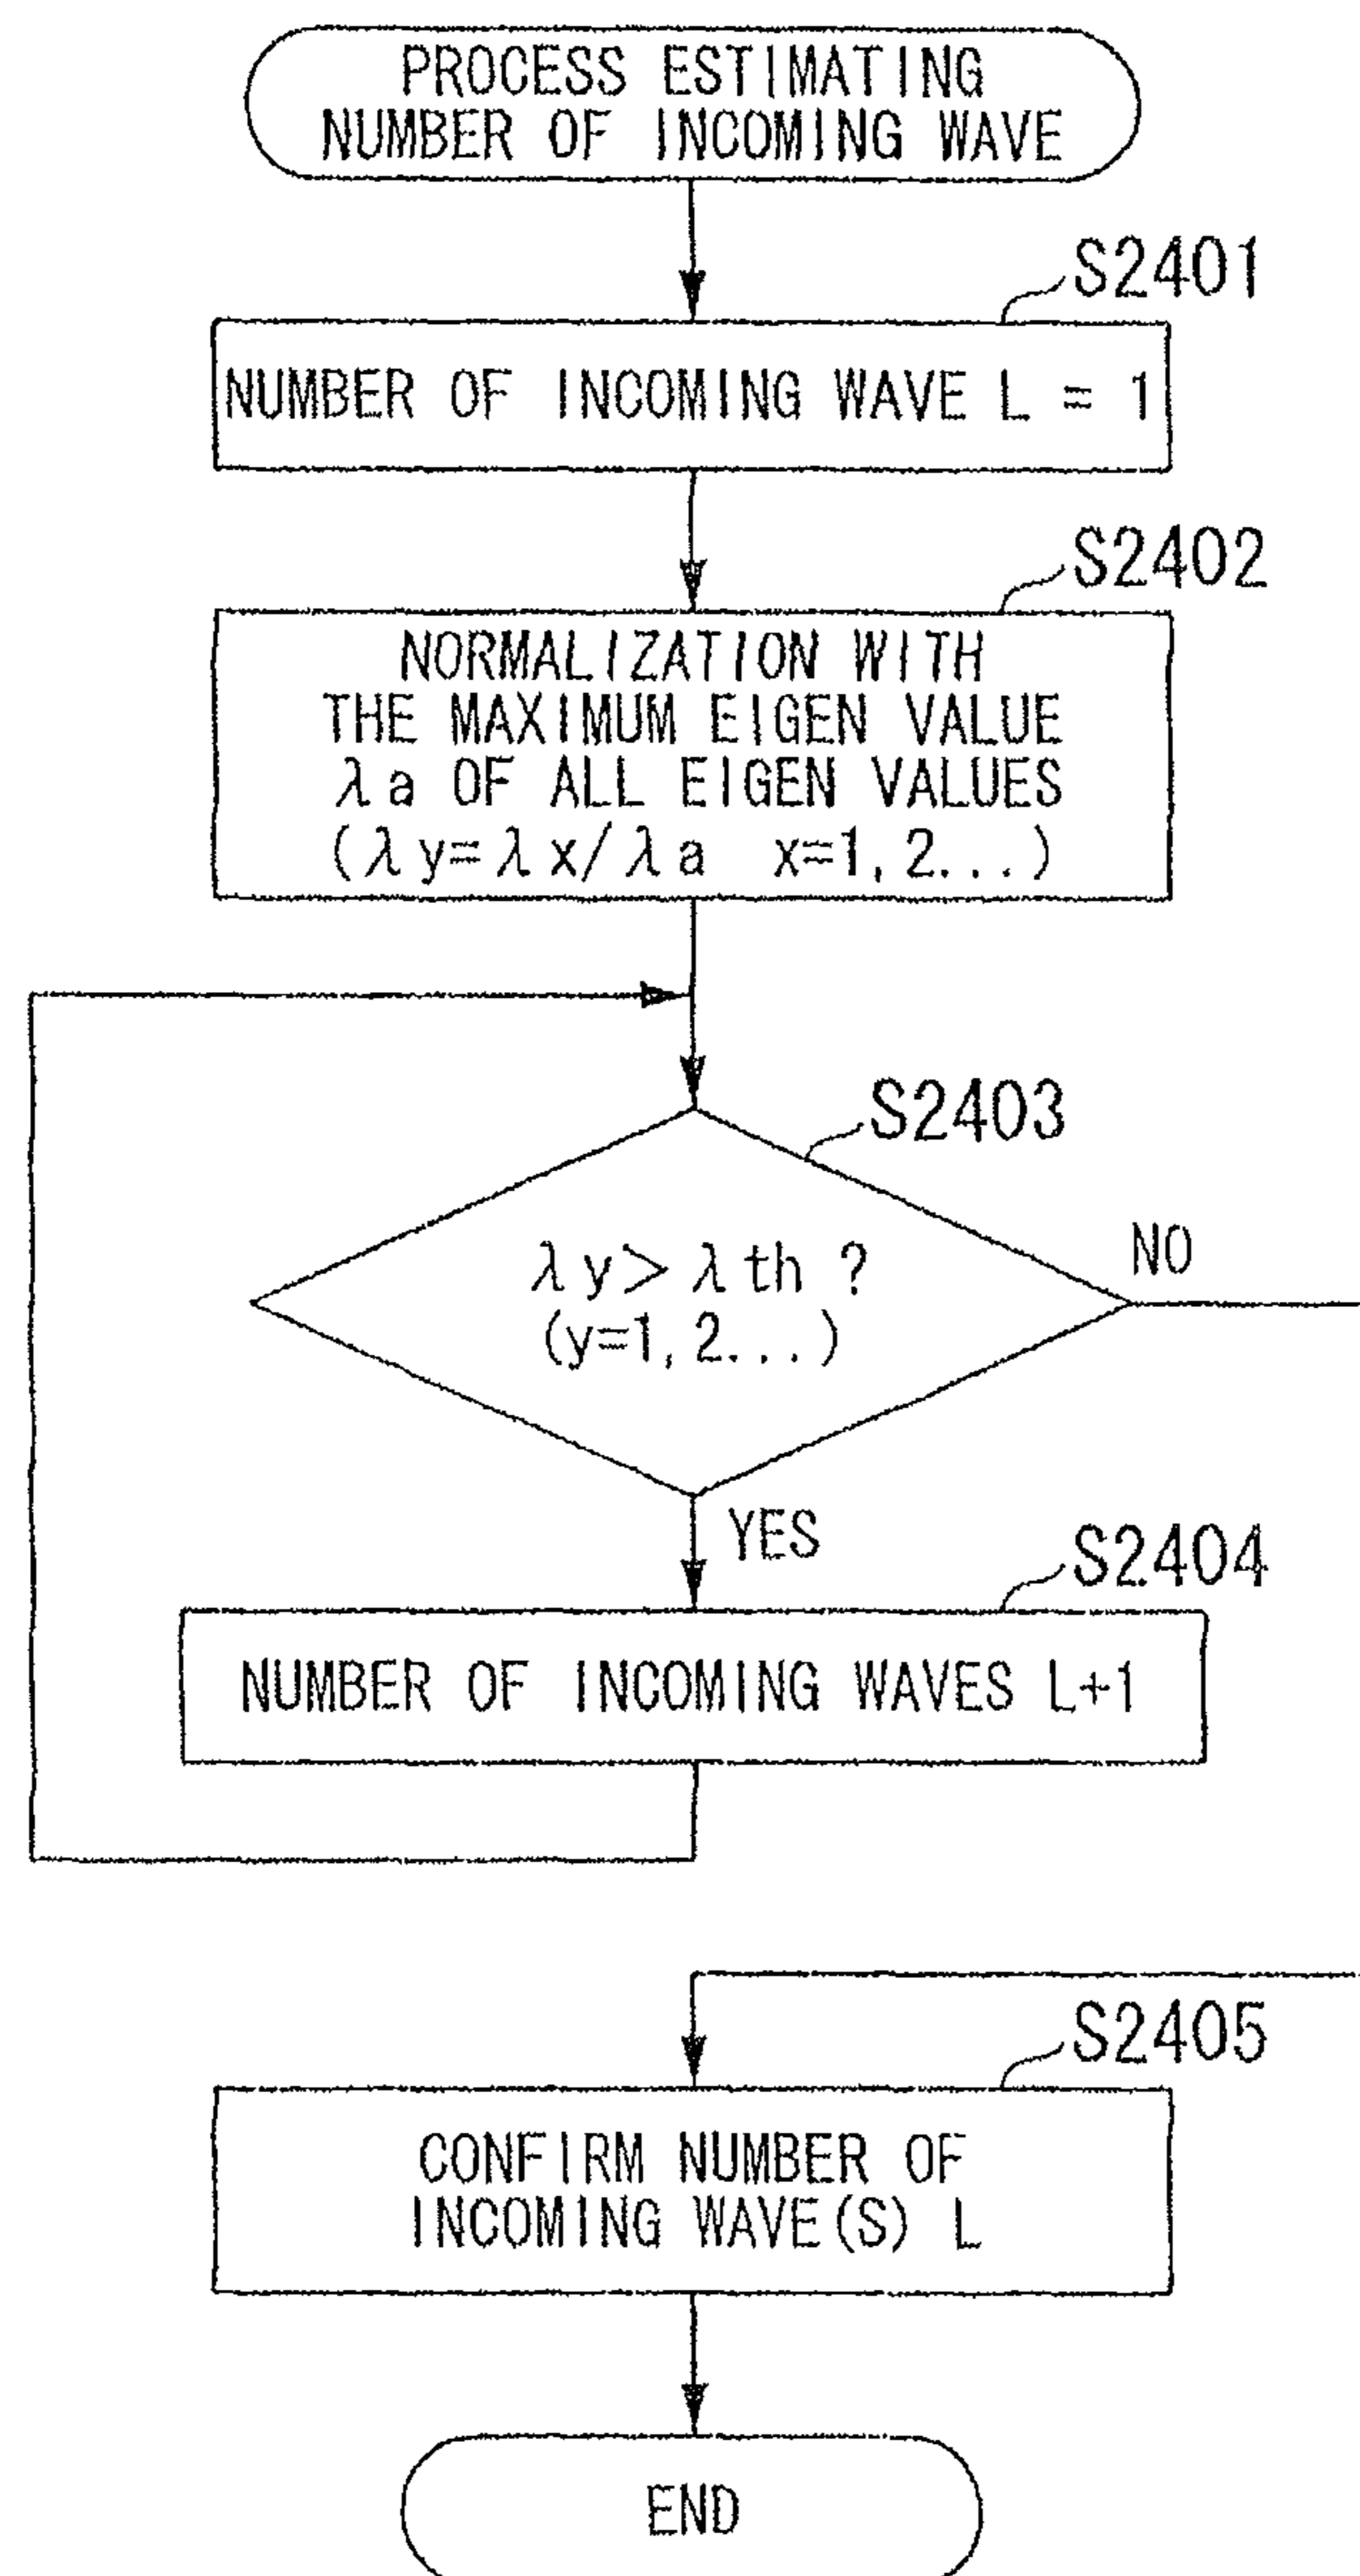 PROCESS ESTIMATING
NUMBER OF INCOMING WAVE
S2401
NUMBER OF INCOMING WAVE L = 1
S2402
NORMALIZATION WITH
THE MAXIMUM EIGEN VALUE
λa OF ALL EIGEN VALUES
(λy=λx/λa x=1, 2...)
S2403
λy>λth ?
(y=1, 2...)
NO
YES
S2404
NUMBER OF INCOMING WAVES L+1
S2405
CONFIRM NUMBER OF
INCOMING WAVE(S) L
END